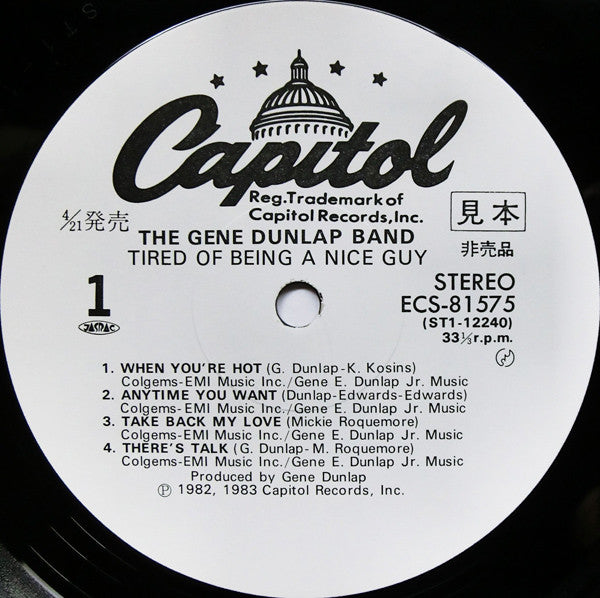 Capitol
Reg.Trademark of
Capitol Records,Inc.
4/21発売
見本
非売品
THE GENE DUNLAP BAND
TIRED OF BEING A NICE GUY
1
JASRAC
STEREO
ECS-81575
(ST1-12240)
33⅓r.p.m.
1. WHEN YOU'RE HOT (G. Dunlap-K. Kosins)
Colgems-EMI Music Inc./Gene E. Dunlap Jr. Music
2. ANYTIME YOU WANT (Dunlap-Edwards-Edwards)
Colgems-EMI Music Inc./Gene E. Dunlap Jr. Music
3. TAKE BACK MY LOVE (Mickie Roquemore)
Colgems-EMI Music Inc./Gene E. Dunlap Jr. Music
4. THERE'S TALK (G. Dunlap-M. Roquemore)
Colgems-EMI Music Inc./Gene E. Dunlap Jr. Music
Produced by Gene Dunlap
℗ 1982, 1983 Capitol Records, Inc.